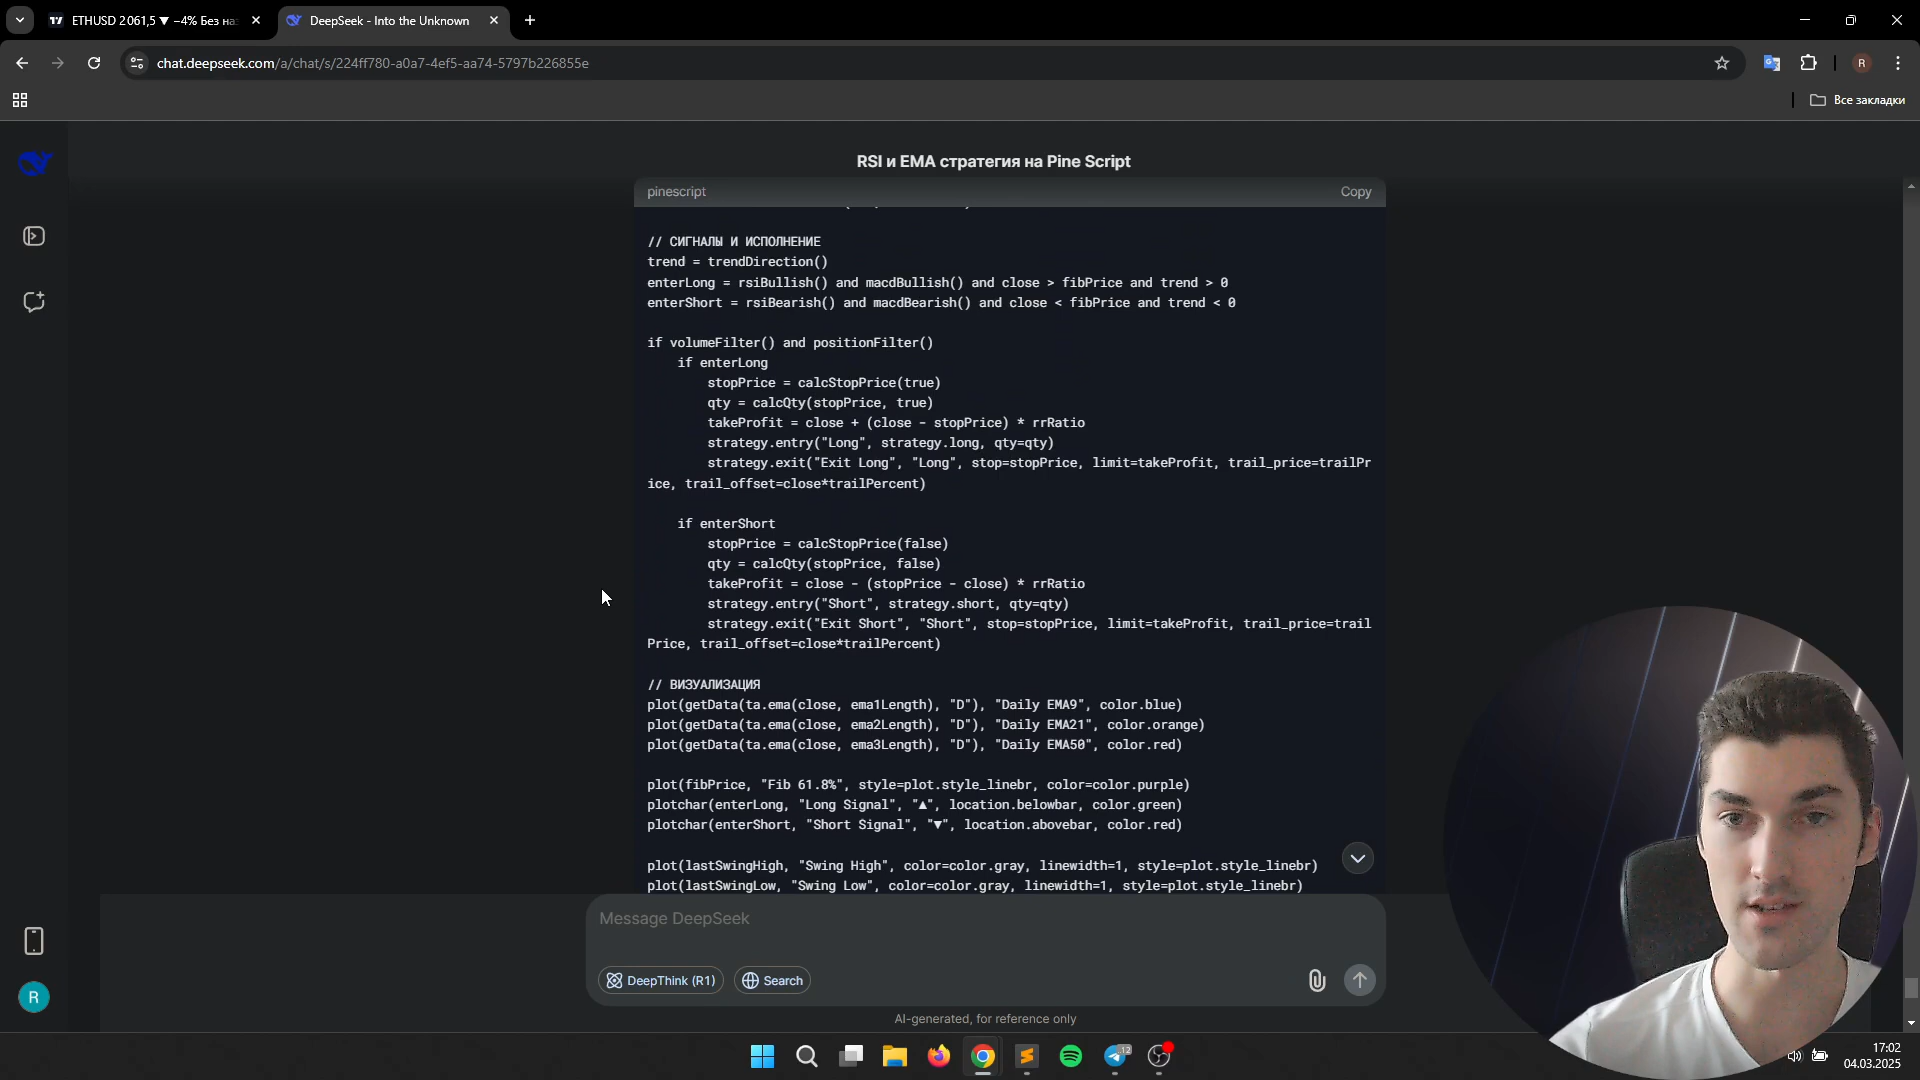 ETHUSD 2 061,5 ▼ −4% Без на
DeepSeek - Into the Unknown
chat.deepseek.com/a/chat/s/224ff780-a0a7-4ef5-aa74-5797b226855e
R
Все закладки
RSI и EMA стратегия на Pine Script
pinescript
Copy
// СИГНАЛЫ И ИСПОЛНЕНИЕ
trend = trendDirection()
enterLong = rsiBullish() and macdBullish() and close > fibPrice and trend > 0
enterShort = rsiBearish() and macdBearish() and close < fibPrice and trend < 0
if volumeFilter() and positionFilter()
if enterLong
stopPrice = calcStopPrice(true)
qty = calcQty(stopPrice, true)
takeProfit = close + (close - stopPrice) * rrRatio
strategy.entry("Long", strategy.long, qty=qty)
strategy.exit("Exit Long", "Long", stop=stopPrice, limit=takeProfit, trail_price=trailPr
ice, trail_offset=close*trailPercent)
if enterShort
stopPrice = calcStopPrice(false)
qty = calcQty(stopPrice, false)
takeProfit = close - (stopPrice - close) * rrRatio
strategy.entry("Short", strategy.short, qty=qty)
strategy.exit("Exit Short", "Short", stop=stopPrice, limit=takeProfit, trail_price=trail
Price, trail_offset=close*trailPercent)
// ВИЗУАЛИЗАЦИЯ
plot(getData(ta.ema(close, ema1Length), "D"), "Daily EMA9", color.blue)
plot(getData(ta.ema(close, ema2Length), "D"), "Daily EMA21", color.orange)
plot(getData(ta.ema(close, ema3Length), "D"), "Daily EMA50", color.red)
plot(fibPrice, "Fib 61.8%", style=plot.style_linebr, color=color.purple)
plotchar(enterLong, "Long Signal", "▲", location.belowbar, color.green)
plotchar(enterShort, "Short Signal", "▼", location.abovebar, color.red)
plot(lastSwingHigh, "Swing High", color=color.gray, linewidth=1, style=plot.style_linebr)
plot(lastSwingLow, "Swing Low", color=color.gray, linewidth=1, style=plot.style_linebr)
Message DeepSeek
DeepThink (R1)
Search
R
AI-generated, for reference only
12
17:02
04.03.2025